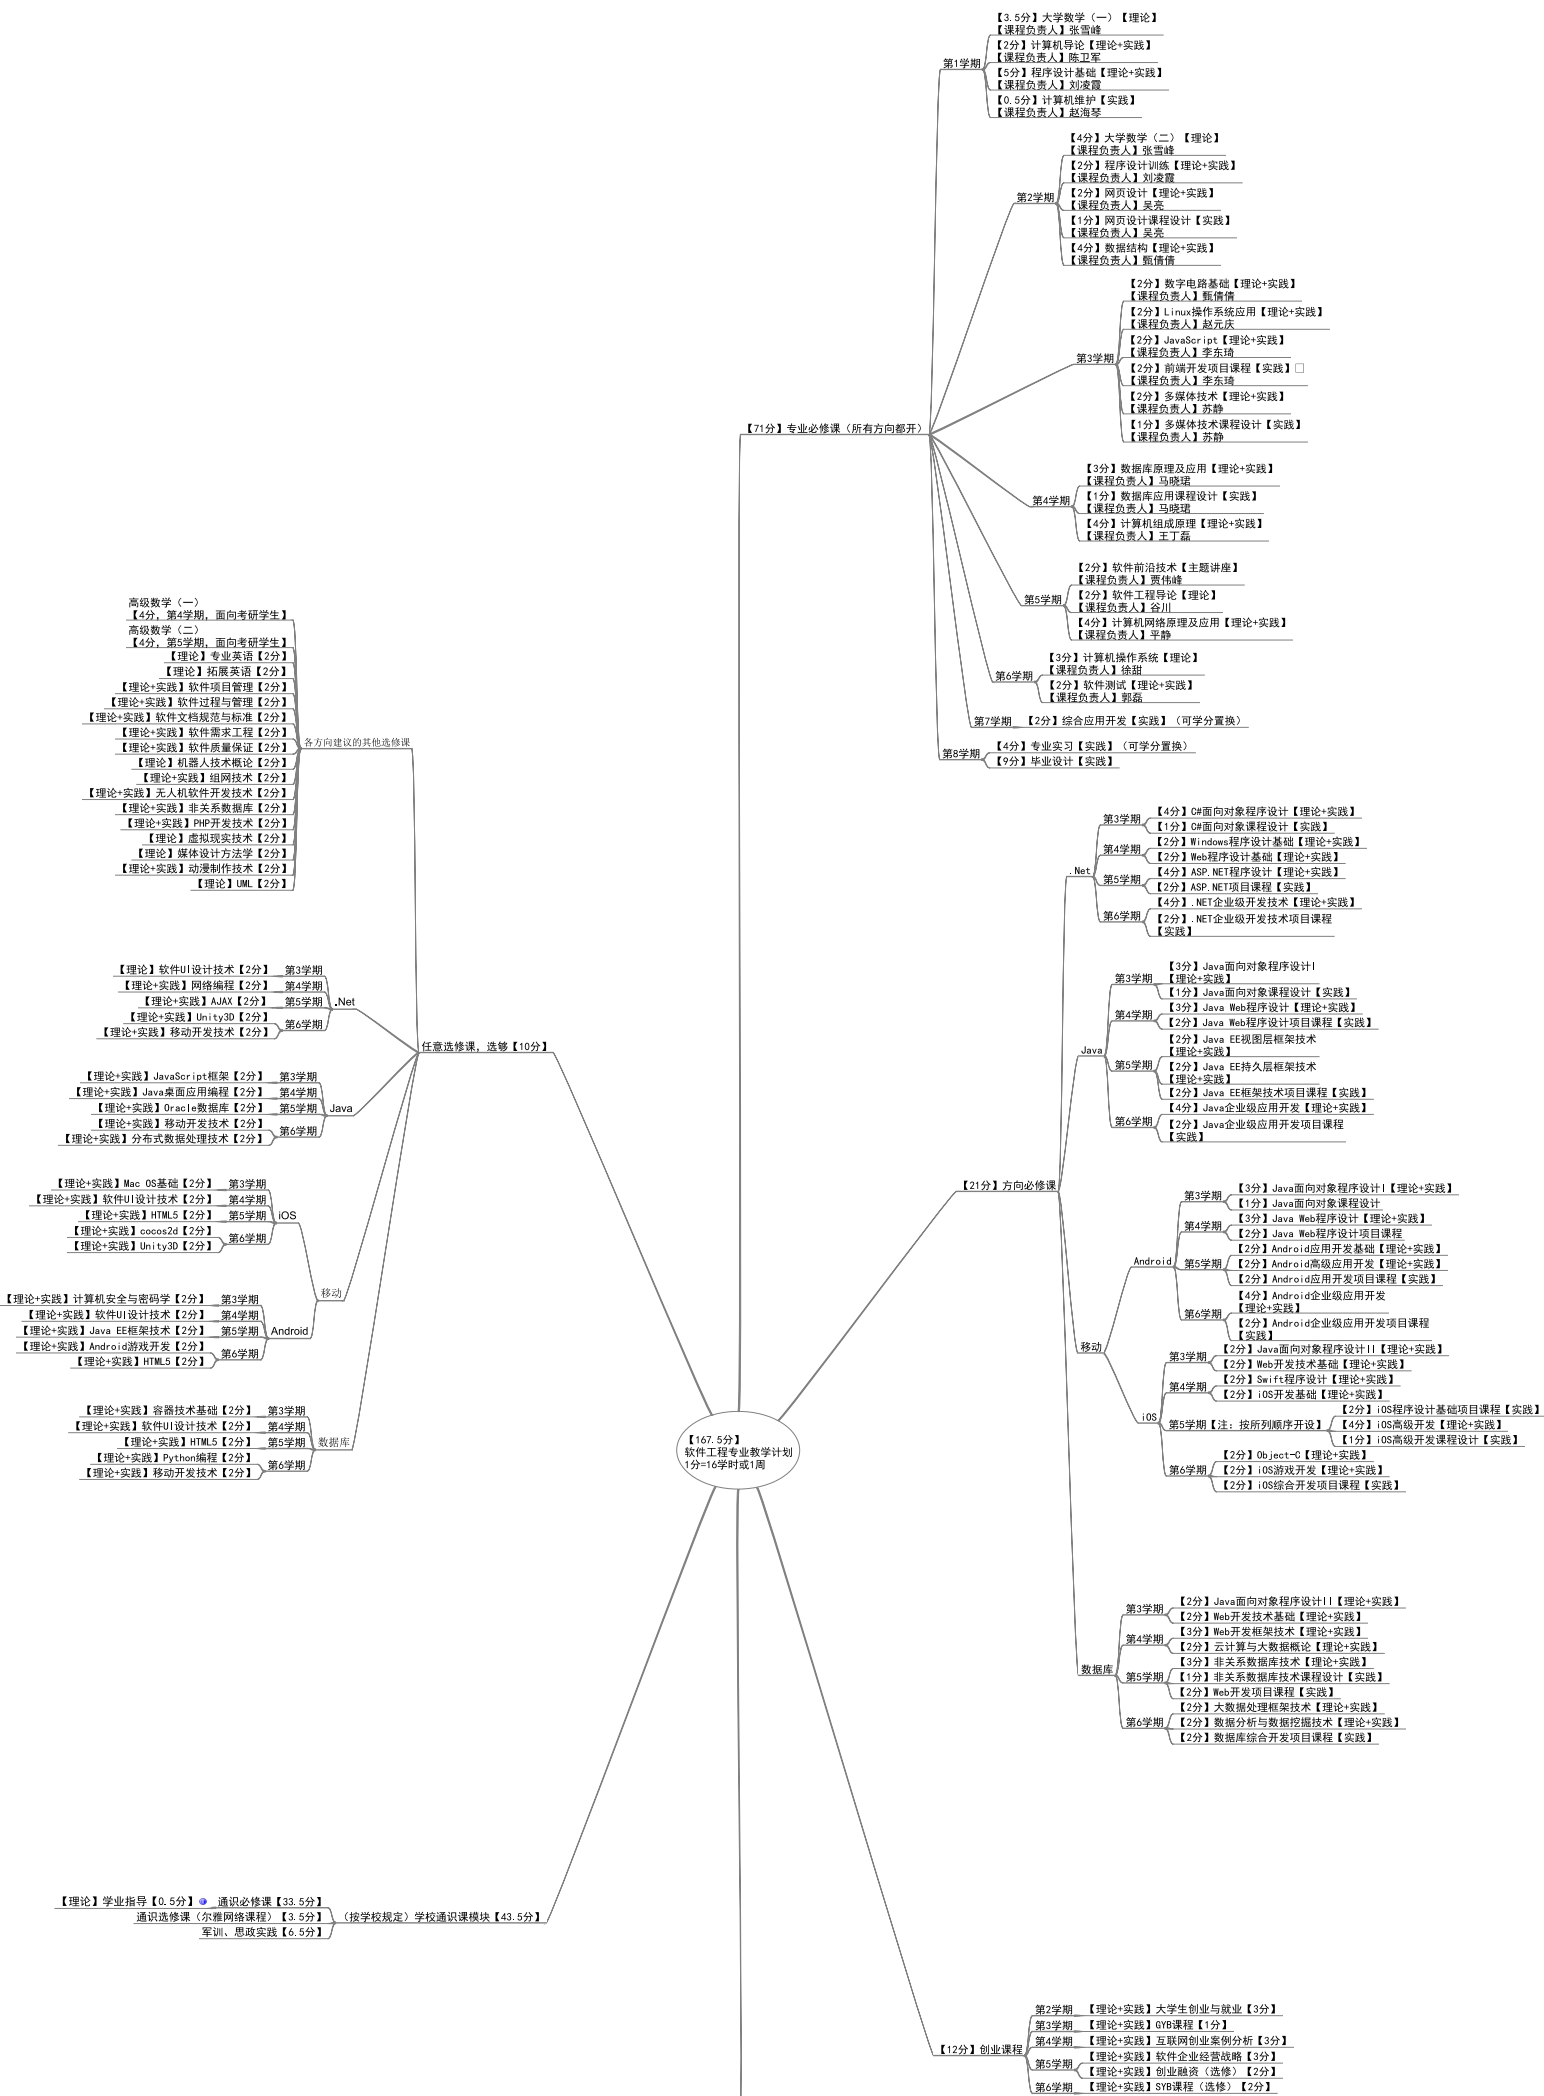 【167.5分】
软件工程专业教学计划
1分=16学时或1周
【71分】专业必修课（所有方向都开）
第1学期
【3.5分】大学数学（一）【理论】
【课程负责人】张雪峰
【2分】计算机导论【理论+实践】
【课程负责人】陈卫军
【5分】程序设计基础【理论+实践】
【课程负责人】刘凌霞
【0.5分】计算机维护【实践】
【课程负责人】赵海琴
第2学期
【4分】大学数学（二）【理论】
【课程负责人】张雪峰
【2分】程序设计训练【理论+实践】
【课程负责人】刘凌霞
【2分】网页设计【理论+实践】
【课程负责人】吴亮
【1分】网页设计课程设计【实践】
【课程负责人】吴亮
【4分】数据结构【理论+实践】
【课程负责人】甄倩倩
第3学期
【2分】数字电路基础【理论+实践】
【课程负责人】甄倩倩
【2分】Linux操作系统应用【理论+实践】
【课程负责人】赵元庆
【2分】JavaScript【理论+实践】
【课程负责人】李东琦
【2分】前端开发项目课程【实践】□
【课程负责人】李东琦
【2分】多媒体技术【理论+实践】
【课程负责人】苏静
【1分】多媒体技术课程设计【实践】
【课程负责人】苏静
第4学期
【3分】数据库原理及应用【理论+实践】
【课程负责人】马晓珺
【1分】数据库应用课程设计【实践】
【课程负责人】马晓珺
【4分】计算机组成原理【理论+实践】
【课程负责人】王丁磊
第5学期
【2分】软件前沿技术【主题讲座】
【课程负责人】贾伟峰
【2分】软件工程导论【理论】
【课程负责人】谷川
【4分】计算机网络原理及应用【理论+实践】
【课程负责人】平静
第6学期
【3分】计算机操作系统【理论】
【课程负责人】徐甜
【2分】软件测试【理论+实践】
【课程负责人】郭磊
第7学期
【2分】综合应用开发【实践】（可学分置换）
第8学期
【4分】专业实习【实践】（可学分置换）
【9分】毕业设计【实践】
【21分】方向必修课
.Net
第3学期
【4分】C#面向对象程序设计【理论+实践】
【1分】C#面向对象课程设计【实践】
第4学期
【2分】Windows程序设计基础【理论+实践】
【2分】Web程序设计基础【理论+实践】
第5学期
【4分】ASP.NET程序设计【理论+实践】
【2分】ASP.NET项目课程【实践】
第6学期
【4分】.NET企业级开发技术【理论+实践】
【2分】.NET企业级开发技术项目课程
【实践】
Java
第3学期
【3分】Java面向对象程序设计I
【理论+实践】
【1分】Java面向对象课程设计【实践】
第4学期
【3分】Java Web程序设计【理论+实践】
【2分】Java Web程序设计项目课程【实践】
第5学期
【2分】Java EE视图层框架技术
【理论+实践】
【2分】Java EE持久层框架技术
【理论+实践】
【2分】Java EE框架技术项目课程【实践】
第6学期
【4分】Java企业级应用开发【理论+实践】
【2分】Java企业级应用开发项目课程
【实践】
移动
Android
第3学期
【3分】Java面向对象程序设计I【理论+实践】
【1分】Java面向对象课程设计
第4学期
【3分】Java Web程序设计【理论+实践】
【2分】Java Web程序设计项目课程
第5学期
【2分】Android应用开发基础【理论+实践】
【2分】Android高级应用开发【理论+实践】
【2分】Android应用开发项目课程【实践】
第6学期
【4分】Android企业级应用开发
【理论+实践】
【2分】Android企业级应用开发项目课程
【实践】
iOS
第3学期
【2分】Java面向对象程序设计II【理论+实践】
【2分】Web开发技术基础【理论+实践】
第4学期
【2分】Swift程序设计【理论+实践】
【2分】iOS开发基础【理论+实践】
第5学期【注：按所列顺序开设】
【2分】iOS程序设计基础项目课程【实践】
【4分】iOS高级开发【理论+实践】
【1分】iOS高级开发课程设计【实践】
第6学期
【2分】Object-C【理论+实践】
【2分】iOS游戏开发【理论+实践】
【2分】iOS综合开发项目课程【实践】
数据库
第3学期
【2分】Java面向对象程序设计II【理论+实践】
【2分】Web开发技术基础【理论+实践】
第4学期
【3分】Web开发框架技术【理论+实践】
【2分】云计算与大数据概论【理论+实践】
第5学期
【3分】非关系数据库技术【理论+实践】
【1分】非关系数据库技术课程设计【实践】
【2分】Web开发项目课程【实践】
第6学期
【2分】大数据处理框架技术【理论+实践】
【2分】数据分析与数据挖掘技术【理论+实践】
【2分】数据库综合开发项目课程【实践】
【12分】创业课程
第2学期
【理论+实践】大学生创业与就业【3分】
第3学期
【理论+实践】GYB课程【1分】
第4学期
【理论+实践】互联网创业案例分析【3分】
第5学期
【理论+实践】软件企业经营战略【3分】
【理论+实践】创业融资（选修）【2分】
第6学期
【理论+实践】SYB课程（选修）【2分】
任意选修课，选够【10分】
各方向建议的其他选修课
高级数学（一）
【4分，第4学期，面向考研学生】
高级数学（二）
【4分，第5学期，面向考研学生】
【理论】专业英语【2分】
【理论】拓展英语【2分】
【理论+实践】软件项目管理【2分】
【理论+实践】软件过程与管理【2分】
【理论+实践】软件文档规范与标准【2分】
【理论+实践】软件需求工程【2分】
【理论+实践】软件质量保证【2分】
【理论】机器人技术概论【2分】
【理论+实践】组网技术【2分】
【理论+实践】无人机软件开发技术【2分】
【理论+实践】非关系数据库【2分】
【理论+实践】PHP开发技术【2分】
【理论】虚拟现实技术【2分】
【理论】媒体设计方法学【2分】
【理论+实践】动漫制作技术【2分】
【理论】UML【2分】
.Net
第3学期
【理论】软件UI设计技术【2分】
第4学期
【理论+实践】网络编程【2分】
第5学期
【理论+实践】AJAX【2分】
第6学期
【理论+实践】Unity3D【2分】
【理论+实践】移动开发技术【2分】
Java
第3学期
【理论+实践】JavaScript框架【2分】
第4学期
【理论+实践】Java桌面应用编程【2分】
第5学期
【理论+实践】Oracle数据库【2分】
第6学期
【理论+实践】移动开发技术【2分】
【理论+实践】分布式数据处理技术【2分】
移动
iOS
第3学期
【理论+实践】Mac OS基础【2分】
第4学期
【理论+实践】软件UI设计技术【2分】
第5学期
【理论+实践】HTML5【2分】
第6学期
【理论+实践】cocos2d【2分】
【理论+实践】Unity3D【2分】
Android
第3学期
【理论+实践】计算机安全与密码学【2分】
第4学期
【理论+实践】软件UI设计技术【2分】
第5学期
【理论+实践】Java EE框架技术【2分】
第6学期
【理论+实践】Android游戏开发【2分】
【理论+实践】HTML5【2分】
数据库
第3学期
【理论+实践】容器技术基础【2分】
第4学期
【理论+实践】软件UI设计技术【2分】
第5学期
【理论+实践】HTML5【2分】
第6学期
【理论+实践】Python编程【2分】
【理论+实践】移动开发技术【2分】
（按学校规定）学校通识课模块【43.5分】
通识必修课【33.5分】
【理论】学业指导【0.5分】
通识选修课（尔雅网络课程）【3.5分】
军训、思政实践【6.5分】